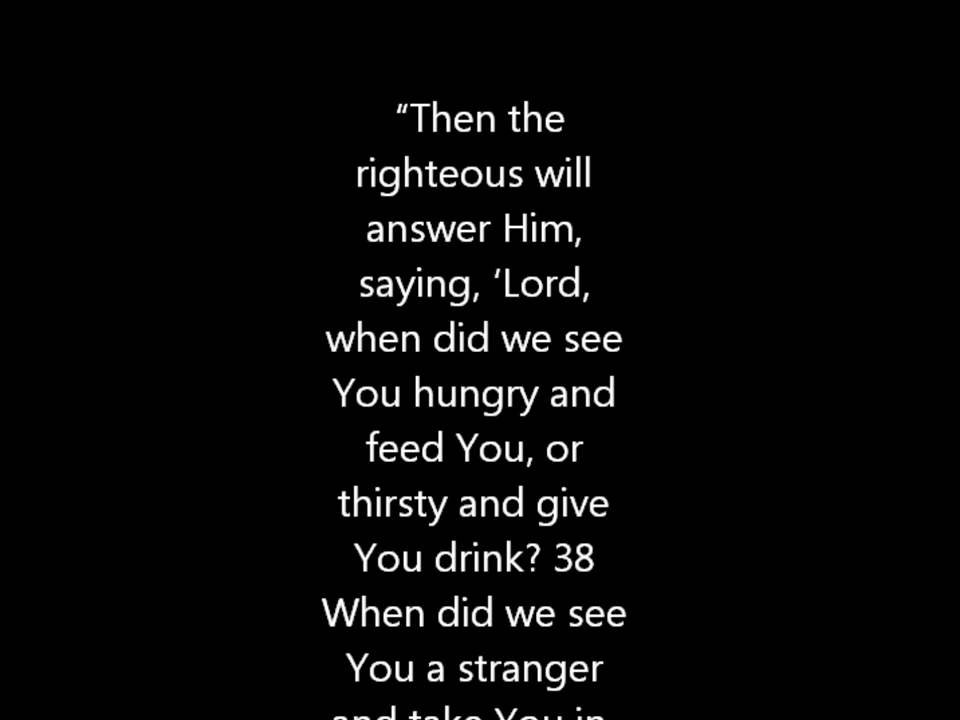 “Then the
righteous will
answer Him,
saying, ‘Lord,
when did we see
You hungry and
feed You, or
thirsty and give
You drink? 38
When did we see
You a stranger
and take You in